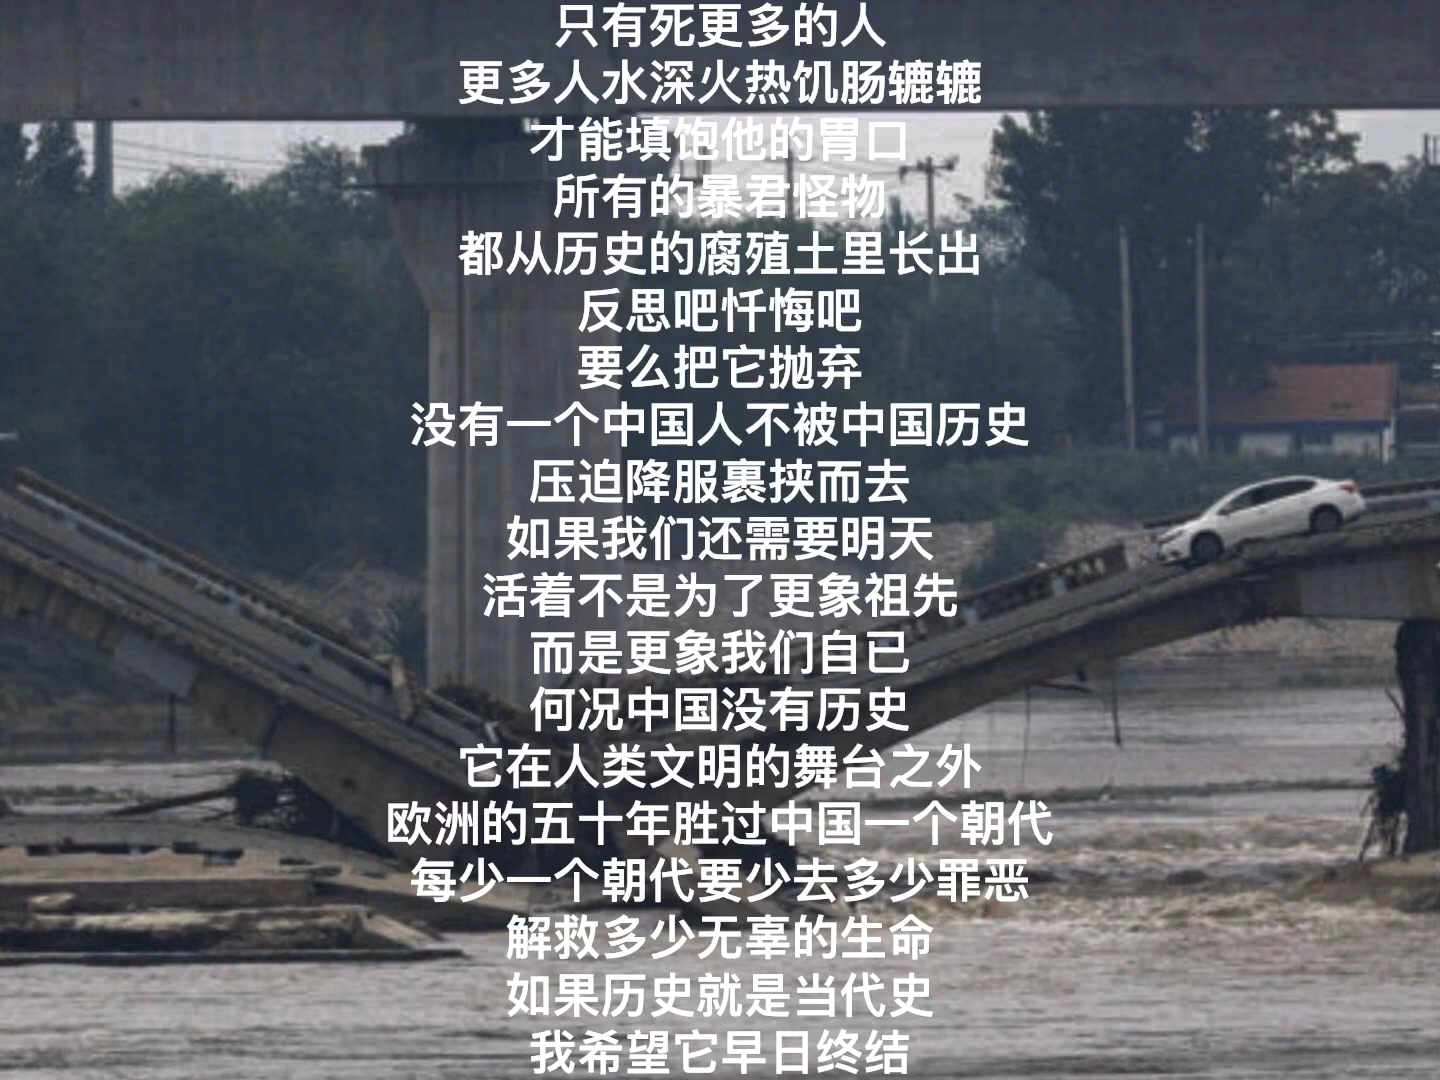 只有死更多的人
更多人水深火热饥肠辘辘
才能填饱他的胃口
所有的暴君怪物
都从历史的腐殖土里长出
反思吧忏悔吧
要么把它抛弃
没有一个中国人不被中国历史
压迫降服裹挟而去
如果我们还需要明天
活着不是为了更象祖先
而是更象我们自已
何况中国没有历史
它在人类文明的舞台之外
欧洲的五十年胜过中国一个朝代
每少一个朝代要少去多少罪恶
解救多少无辜的生命
如果历史就是当代史
我希望它早日终结